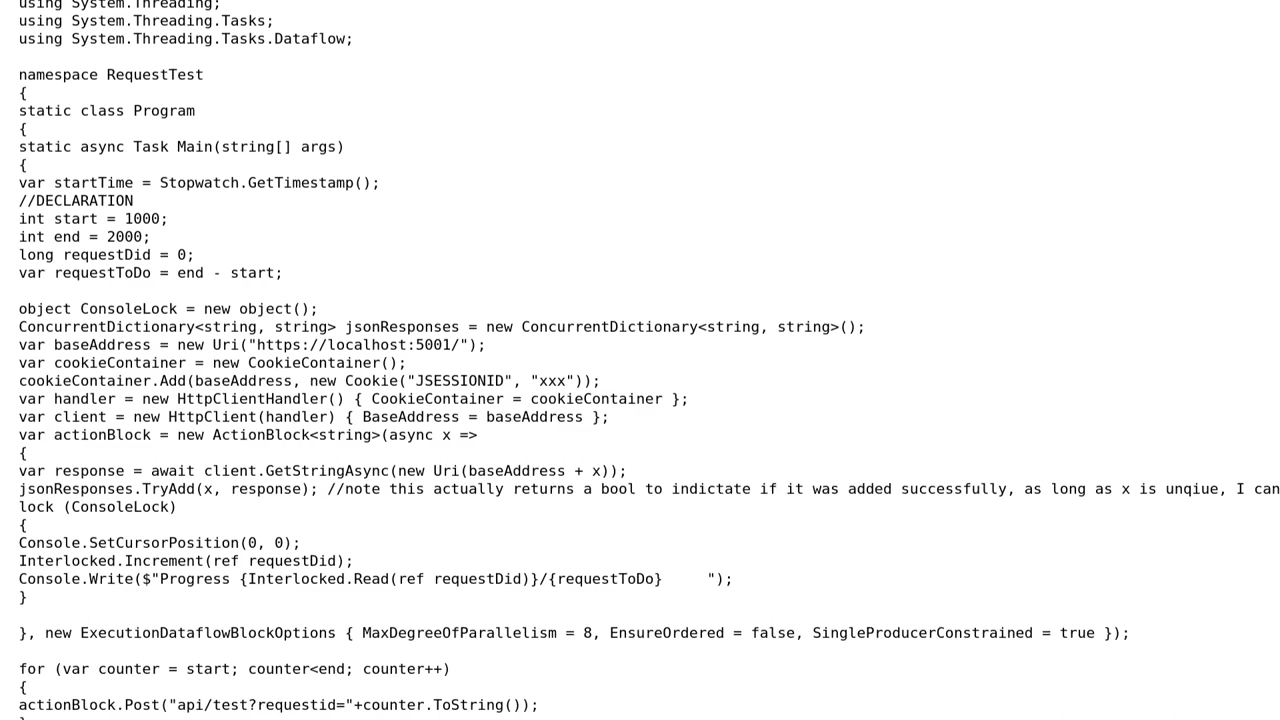 using System.Threading;
using System.Threading.Tasks;
using System.Threading.Tasks.Dataflow;
namespace RequestTest
{
static class Program
{
static async Task Main(string[] args)
{
var startTime = Stopwatch.GetTimestamp();
//DECLARATION
int start = 1000;
int end = 2000;
long requestDid = 0;
var requestToDo = end - start;
object ConsoleLock = new object();
ConcurrentDictionary<string, string> jsonResponses = new ConcurrentDictionary<string, string>();
var baseAddress = new Uri("https://localhost:5001/");
var cookieContainer = new CookieContainer();
cookieContainer.Add(baseAddress, new Cookie("JSESSIONID", "xxx"));
var handler = new HttpClientHandler() { CookieContainer = cookieContainer };
var client = new HttpClient(handler) { BaseAddress = baseAddress };
var actionBlock = new ActionBlock<string>(async x =>
{
var response = await client.GetStringAsync(new Uri(baseAddress + x));
jsonResponses.TryAdd(x, response); //note this actually returns a bool to indictate if it was added successfully, as long as x is unqiue, I can
lock (ConsoleLock)
{
Console.SetCursorPosition(0, 0);
Interlocked.Increment(ref requestDid);
Console.Write($"Progress {Interlocked.Read(ref requestDid)}/{requestToDo}     ");
}
}, new ExecutionDataflowBlockOptions { MaxDegreeOfParallelism = 8, EnsureOrdered = false, SingleProducerConstrained = true });
for (var counter = start; counter<end; counter++)
{
actionBlock.Post("api/test?requestid="+counter.ToString());
}